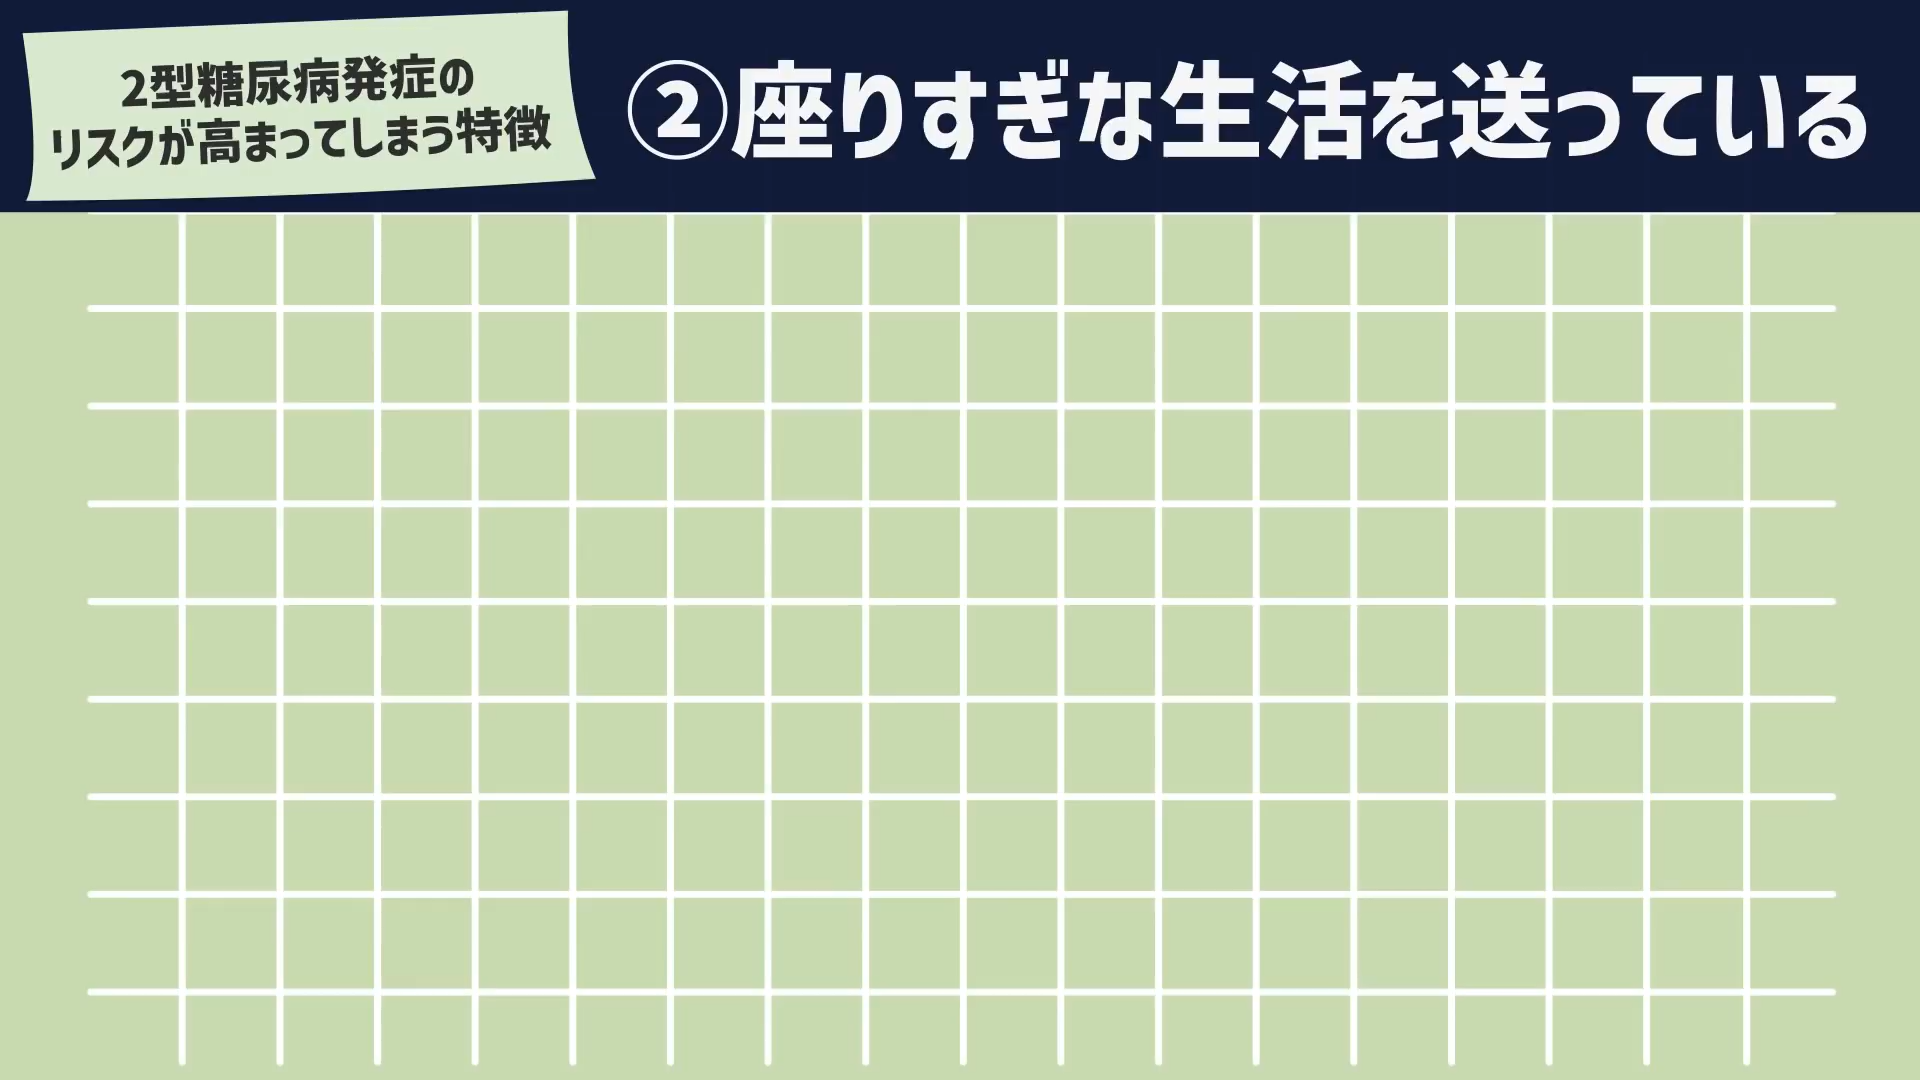 2型糖尿病発症の
リスクが高まってしまう特徴
②座りすぎな生活を送っている